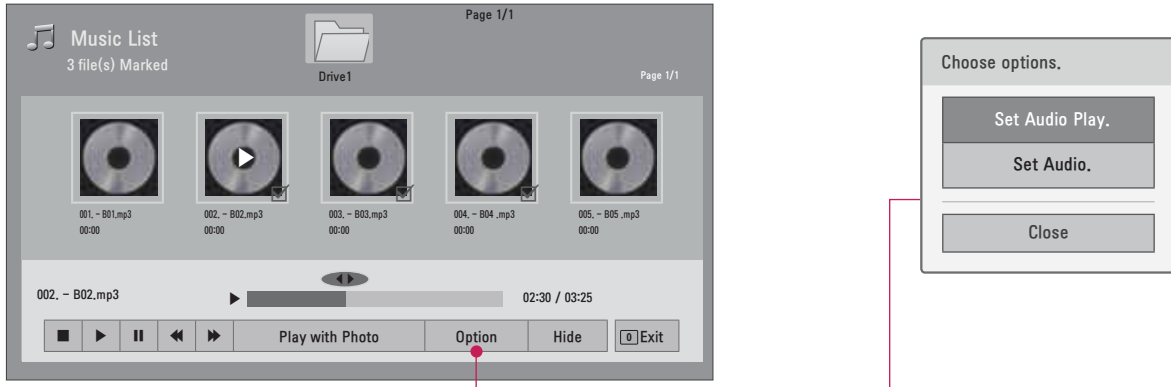 Page 1/1
Music List
3 file(s) Marked
Drive1
Page 1/1
001. - B01.mp3
00:00
002. - B02.mp3
00:00
003. - B03.mp3
00:00
004. - B04 .mp3
00:00
005. - B05 .mp3
00:00
002. - B02.mp3
02:30 / 03:25
Play with Photo
Option
Hide
0 Exit
Choose options.
Set Audio Play.
Set Audio.
Close